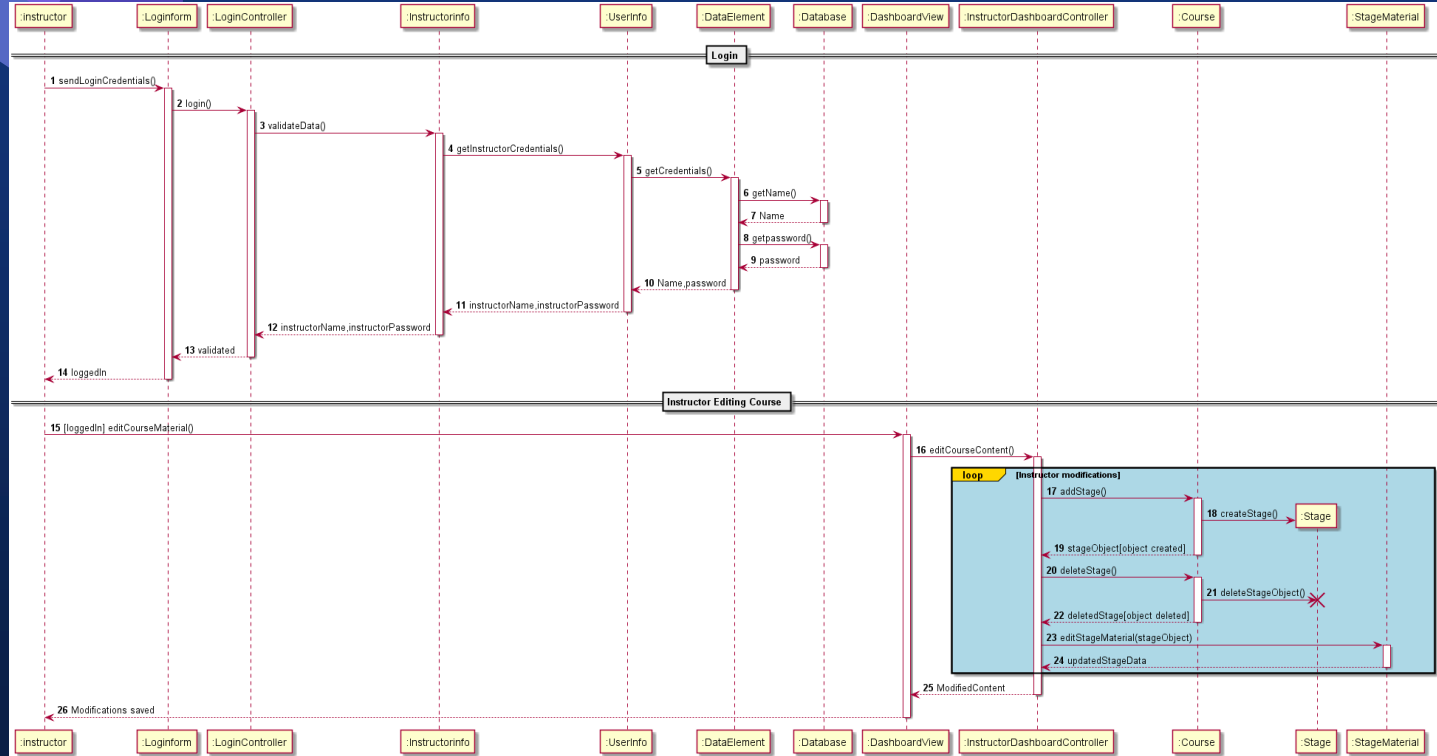 :instructor :Loginform :LoginController :Instructorinfo :UserInfo :DataElement :Database :DashboardView :InstructorDashboardController :Course :StageMaterial
Login
1 sendLoginCredentials()
2 login()
3 validateData()
4 getInstructorCredentials()
5 getCredentials()
6 getName()
7 Name
8 getpassword()
9 password
10 Name,password
11 instructorName,instructorPassword
12 instructorName,instructorPassword
13 validated
14 loggedIn
Instructor Editing Course
15 [loggedIn] editCourseMaterial()
16 editCourseContent()
loop [Instructor modifications]
17 addStage()
18 createStage() :Stage
19 stageObject[object created]
20 deleteStage()
21 deleteStageObject()
22 deletedStage[object deleted]
23 editStageMaterial(stageObject)
24 updatedStageData
25 ModifiedContent
26 Modifications saved
:instructor :Loginform :LoginController :Instructorinfo :UserInfo :DataElement :Database :DashboardView :InstructorDashboardController :Course :Stage :StageMaterial